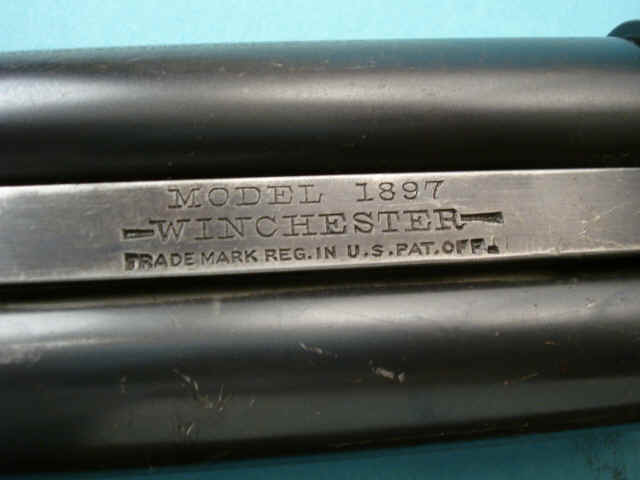 MODEL 1897
WINCHESTER
TRADE MARK REG. IN U.S. PAT. OFF.